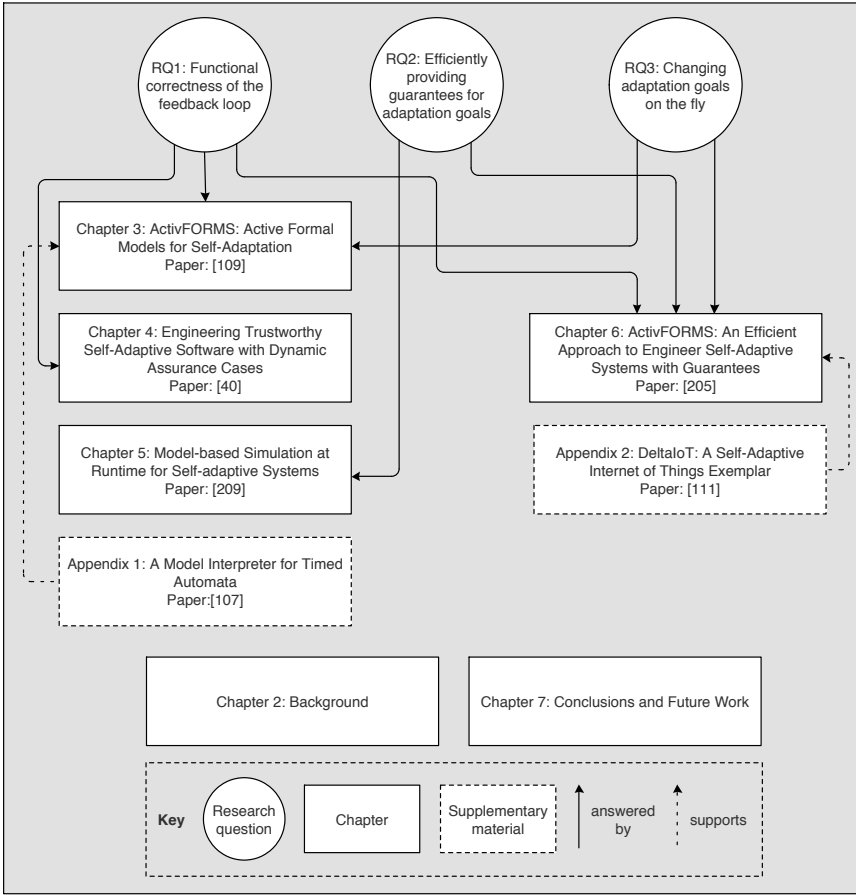 RQ1: Functional
correctness of the
feedback loop
RQ2: Efficiently
providing
guarantees for
adaptation goals
RQ3: Changing
adaptation goals
on the fly
Chapter 3: ActivFORMS: Active Formal
Models for Self-Adaptation
Paper: [109]
Chapter 4: Engineering Trustworthy
Self-Adaptive Software with Dynamic
Assurance Cases
Paper: [40]
Chapter 6: ActivFORMS: An Efficient
Approach to Engineer Self-Adaptive
Systems with Guarantees
Paper: [205]
Chapter 5: Model-based Simulation at
Runtime for Self-adaptive Systems
Paper: [209]
Appendix 2: DeltaIoT: A Self-Adaptive
Internet of Things Exemplar
Paper: [111]
Appendix 1: A Model Interpreter for Timed
Automata
Paper:[107]
Chapter 2: Background
Chapter 7: Conclusions and Future Work
Key
Research
question
Chapter
Supplementary
material
answered
by
supports